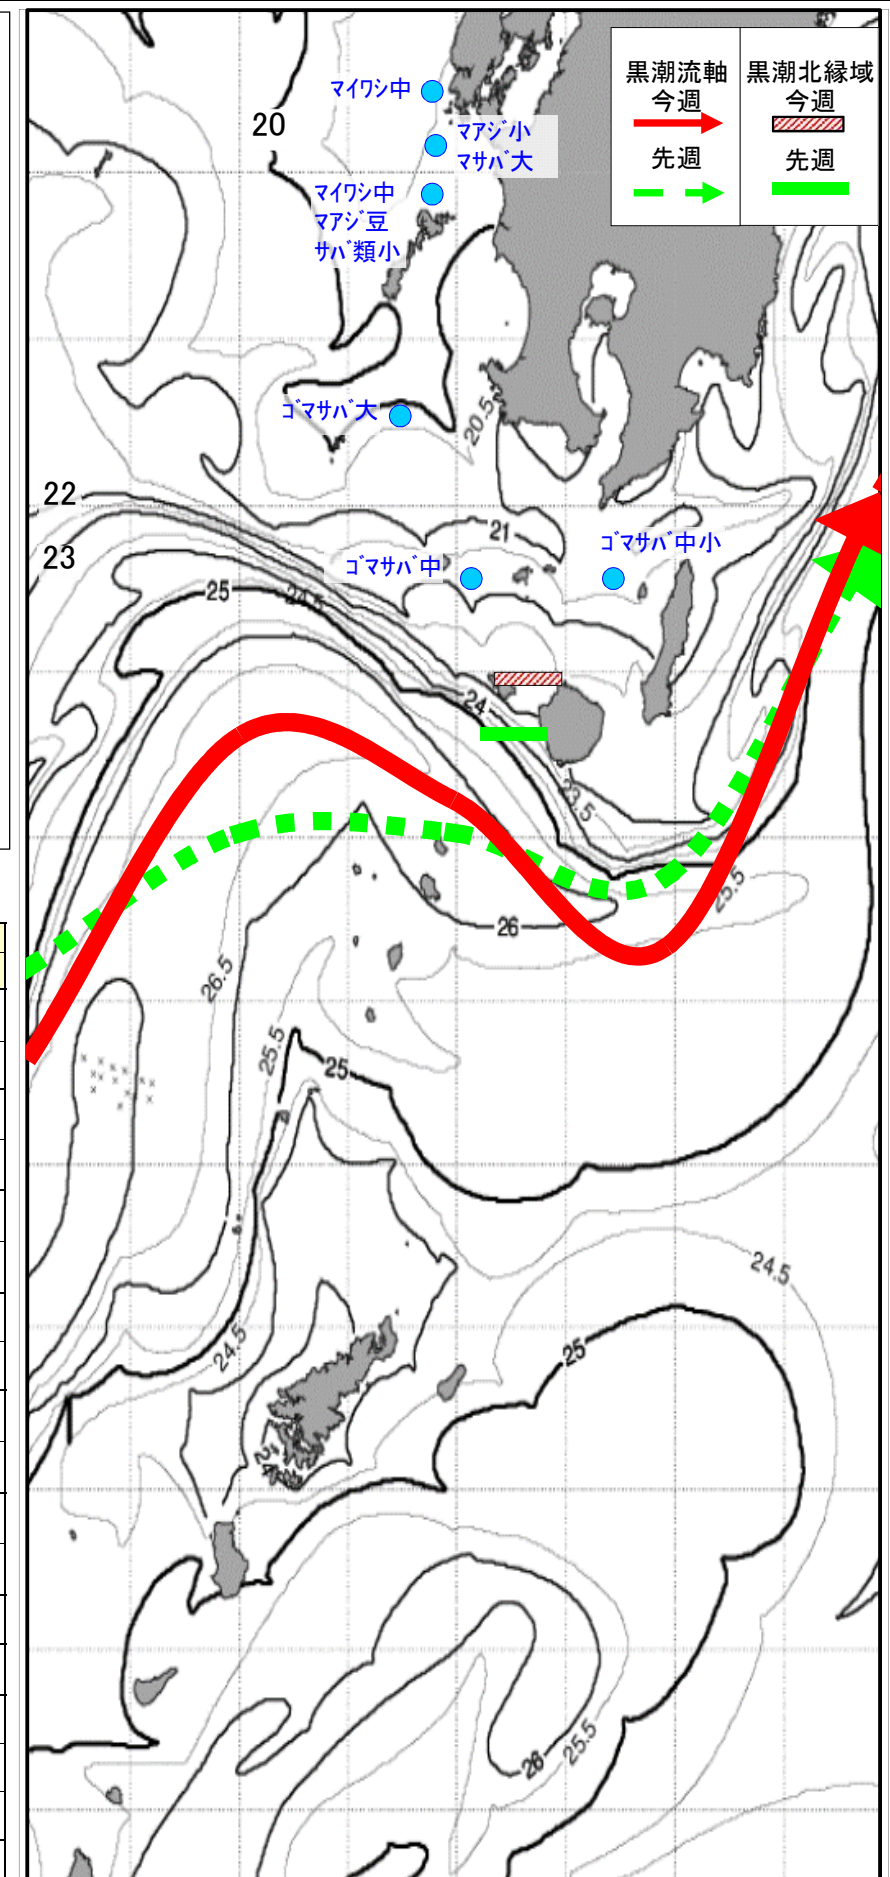 黒潮流軸
今週
先週
黒潮北縁域
今週
先週
ﾏｲﾜｼ中
20
ﾏｱｼﾞ小
ﾏｻﾊﾞ大
ﾏｲﾜｼ中
ﾏｱｼﾞ豆
ｻﾊﾞ類小
ｺﾞﾏｻﾊﾞ大
20.5
22
21
ｺﾞﾏｻﾊﾞ中小
23
ｺﾞﾏｻﾊﾞ中
25
24.5
24
23.5
25.5
26
26.5
25.5
25
24.5
24.5
25
24
25.5
26